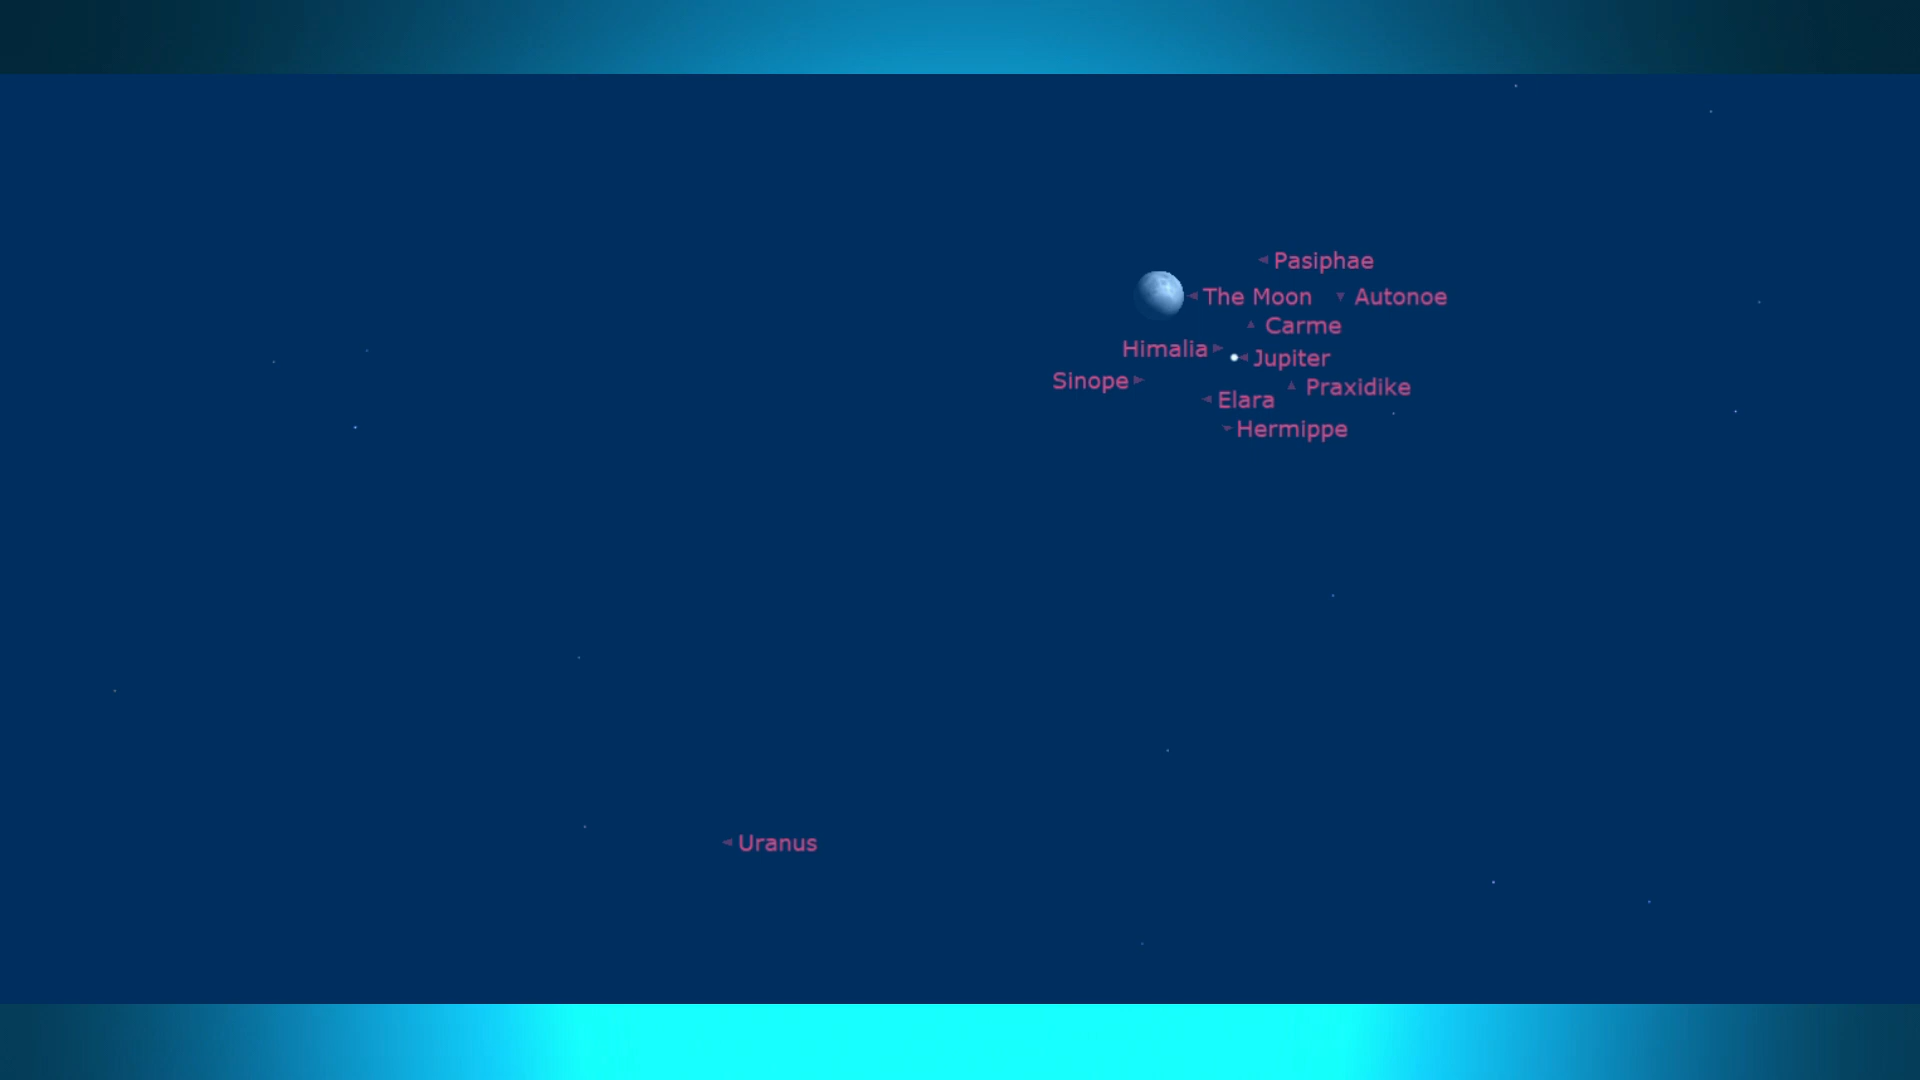 Pasiphae
The Moon
Autonoe
Carme
Himalia
Jupiter
Sinope
Praxidike
Elara
Hermippe
Uranus